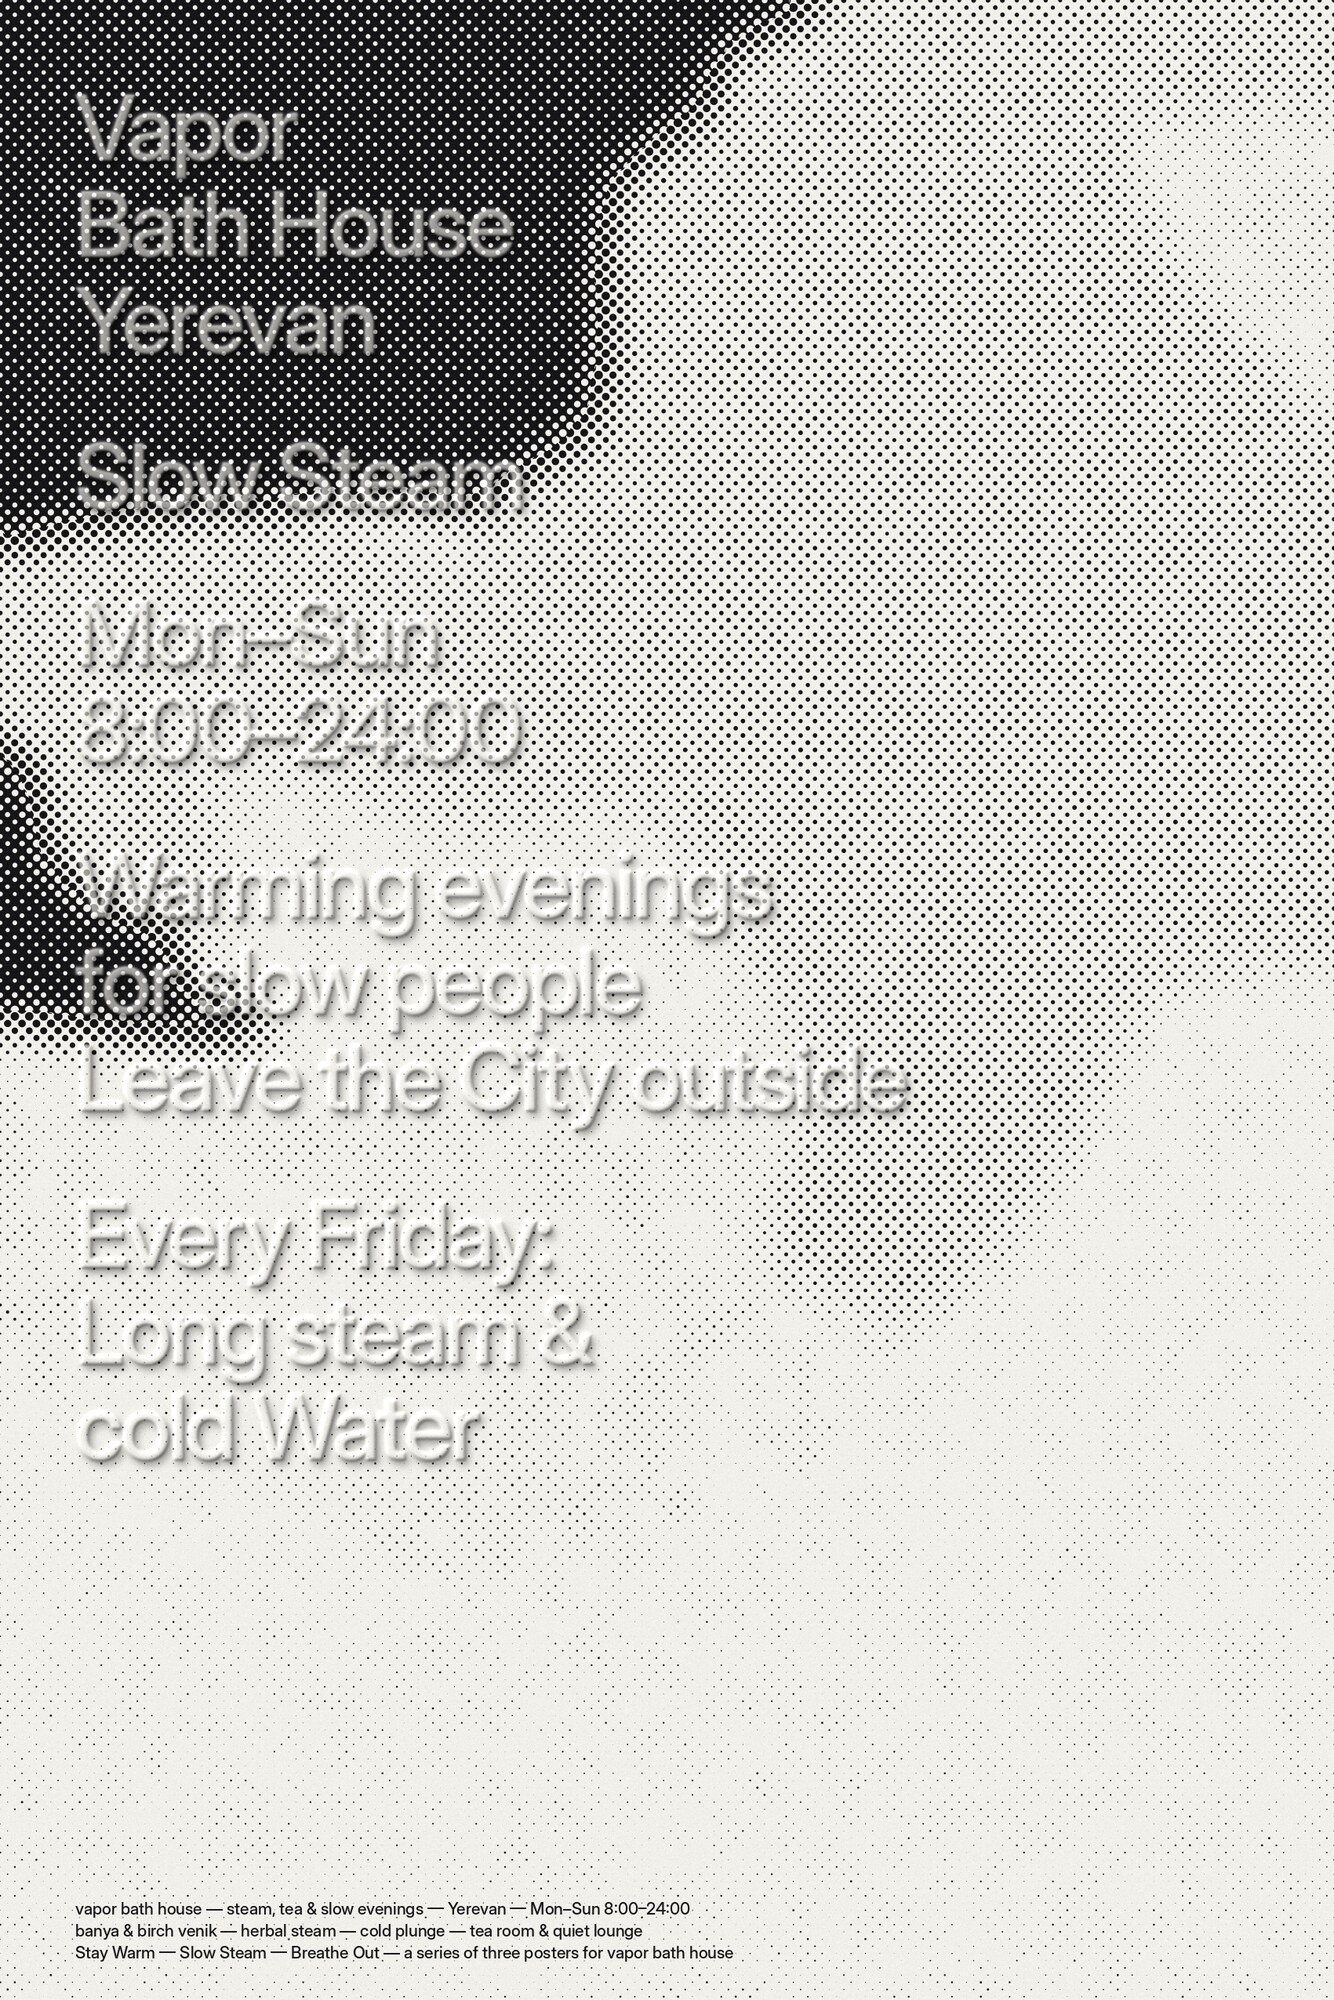 Vapor
Bath House
Yerevan
Slow Steam
Mon–Sun
8:00–24:00
Warming evenings
for slow people
Leave the City outside
Every Friday:
Long steam &
cold Water
vapor bath house — steam, tea & slow evenings — Yerevan — Mon–Sun 8:00–24:00
banya & birch venik — herbal steam — cold plunge — tea room & quiet lounge
Stay Warm — Slow Steam — Breathe Out — a series of three posters for vapor bath house